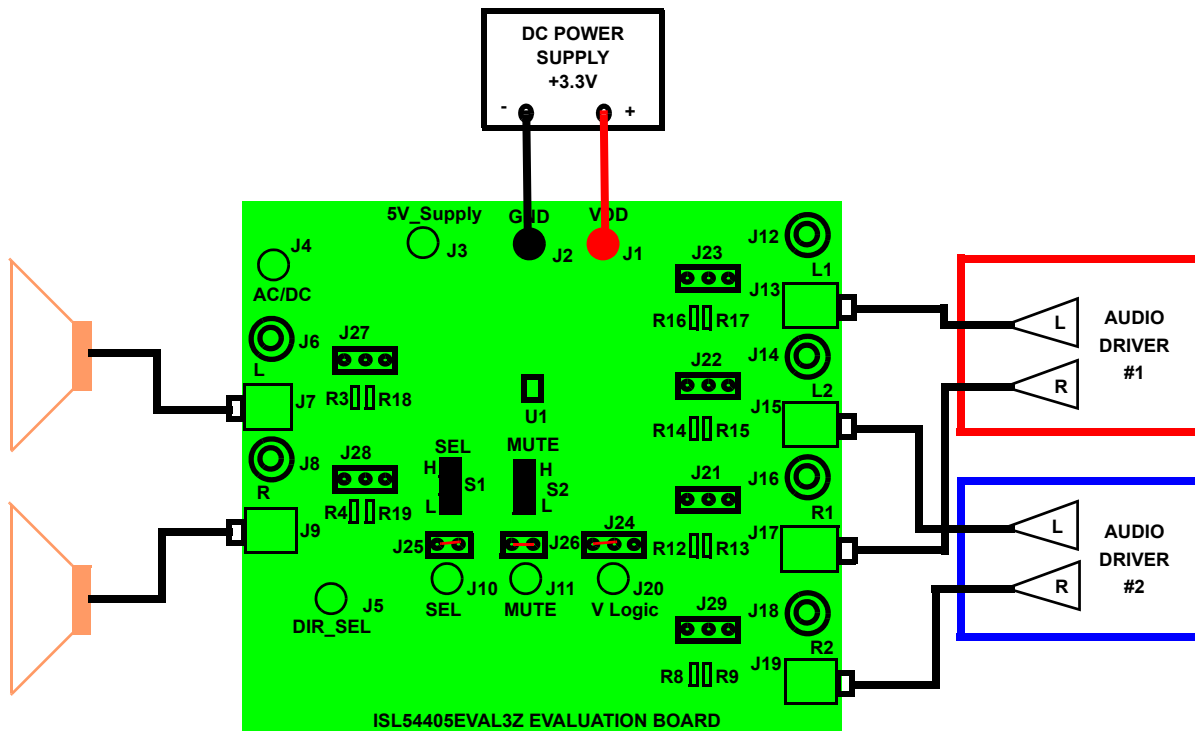 DC POWER
SUPPLY
+3.3V
- +
5V_Supply GND VDD
J4 J3 J2 J1 J12
AC/DC
J23
L1
J13
R16 R17
L
AUDIO
DRIVER
#1
R
J6
L
J27
J7
R3 R18
U1
J14
J22
L2
J15
R14 R15
J8
R
J28
J9
R4 R19
SEL
H
L
S1
MUTE
H
L
S2
J21
J16
R1
J17
R12 R13
L
AUDIO
DRIVER
#2
R
J25 J26 J24
J10 J11 J20
SEL MUTE V Logic
J5
DIR_SEL
J29
J18
R2
J19
R8 R9
ISL54405EVAL3Z EVALUATION BOARD